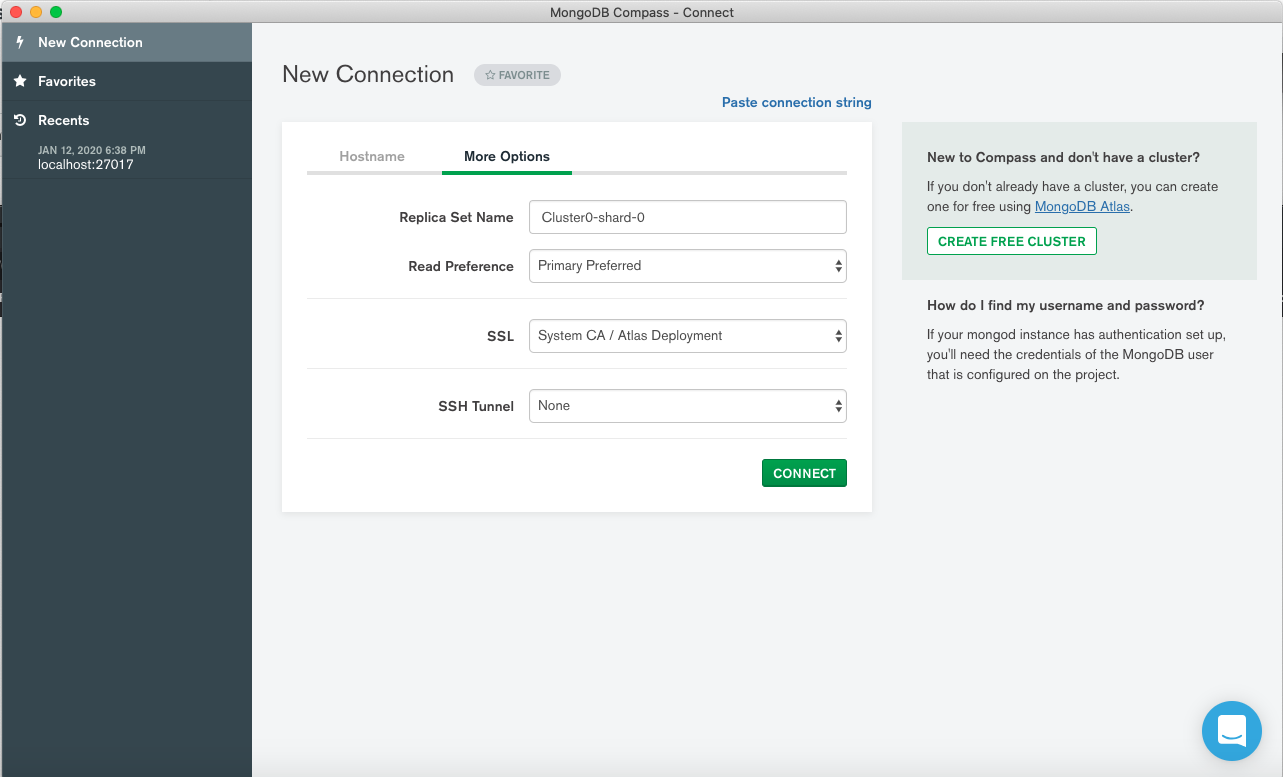 MongoDB Compass - Connect
New Connection
Favorites
Recents
JAN 12, 2020 6:38 PM
localhost:27017
New Connection
FAVORITE
Paste connection string
Hostname
More Options
Replica Set Name
Cluster0-shard-0
Read Preference
Primary Preferred
SSL
System CA / Atlas Deployment
SSH Tunnel
None
CONNECT
New to Compass and don't have a cluster?
If you don't already have a cluster, you can create
one for free using MongoDB Atlas.
CREATE FREE CLUSTER
How do I find my username and password?
If your mongod instance has authentication set up,
you'll need the credentials of the MongoDB user
that is configured on the project.